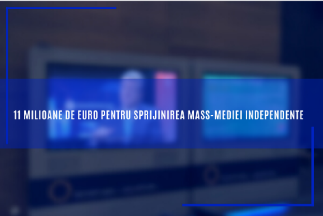 11 MILIOANE DE EURO PENTRU SPRIJINIREA MASS-MEDIEI INDEPENDENTE